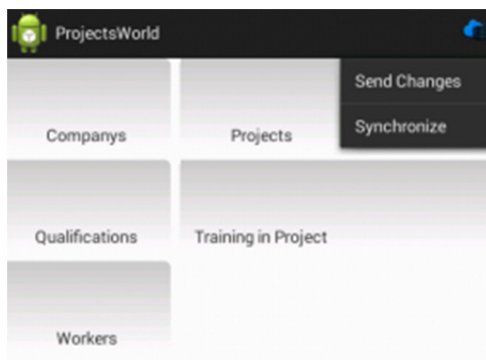 ProjectsWorld
Send Changes
Synchronize
Companys
Projects
Qualifications
Training in Project
Workers